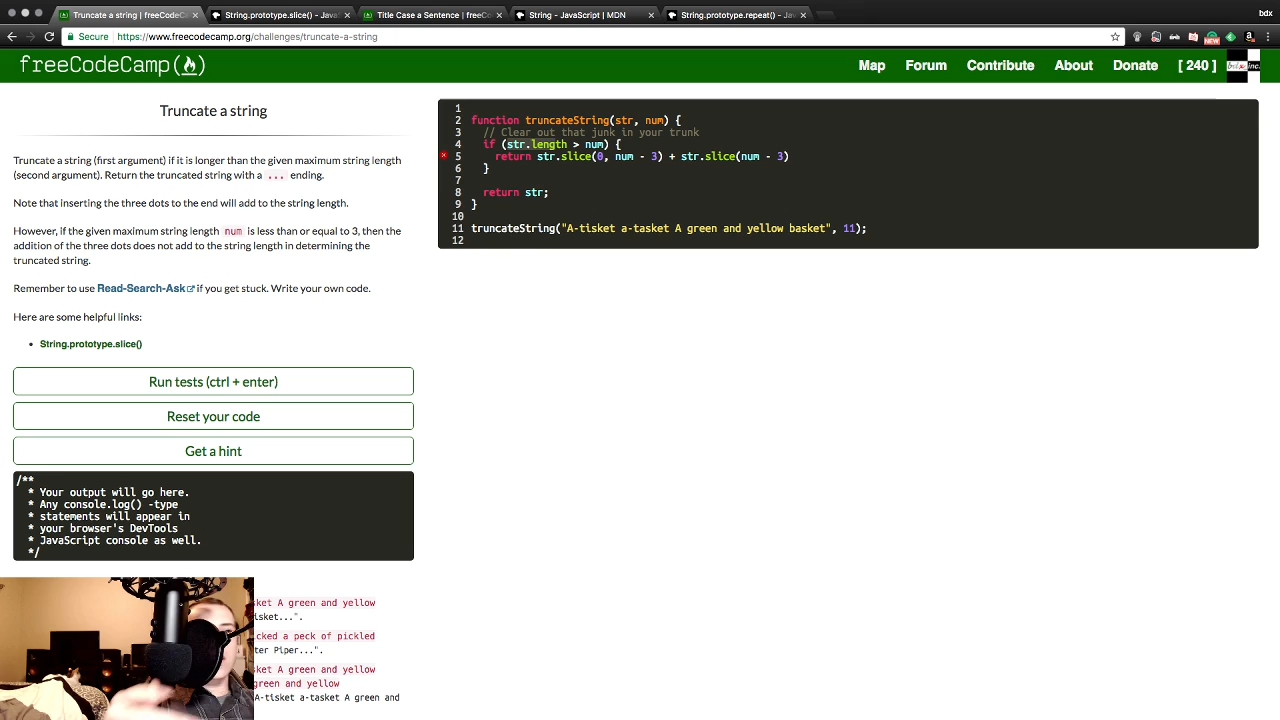 Truncate a string | freeCodeC
String.prototype.slice() - Java
Title Case a Sentence | freeC
String - JavaScript | MDN
String.prototype.repeat() - Jav
bdx
Secure
https://www.freecodecamp.org/challenges/truncate-a-string
NEW
freeCodeCamp
Map
Forum
Contribute
About
Donate
[ 240 ]
bdx inc.
Truncate a string
Truncate a string (first argument) if it is longer than the given maximum string length
(second argument). Return the truncated string with a ... ending.
Note that inserting the three dots to the end will add to the string length.
However, if the given maximum string length num is less than or equal to 3, then the
addition of the three dots does not add to the string length in determining the
truncated string.
Remember to use Read-Search-Ask if you get stuck. Write your own code.
Here are some helpful links:
String.prototype.slice()
Run tests (ctrl + enter)
Reset your code
Get a hint
/**
* Your output will go here.
* Any console.log() -type
* statements will appear in
* your browser's DevTools
* JavaScript console as well.
*/
sket A green and yellow
isket...".
icked a peck of pickled
ter Piper...".
sket A green and yellow
green and yellow
A-tisket a-tasket A green and
1
2 function truncateString(str, num) {
3 // Clear out that junk in your trunk
4 if (str.length > num) {
5 return str.slice(0, num - 3) + str.slice(num - 3)
6 }
7
8 return str;
9 }
10
11 truncateString("A-tisket a-tasket A green and yellow basket", 11);
12